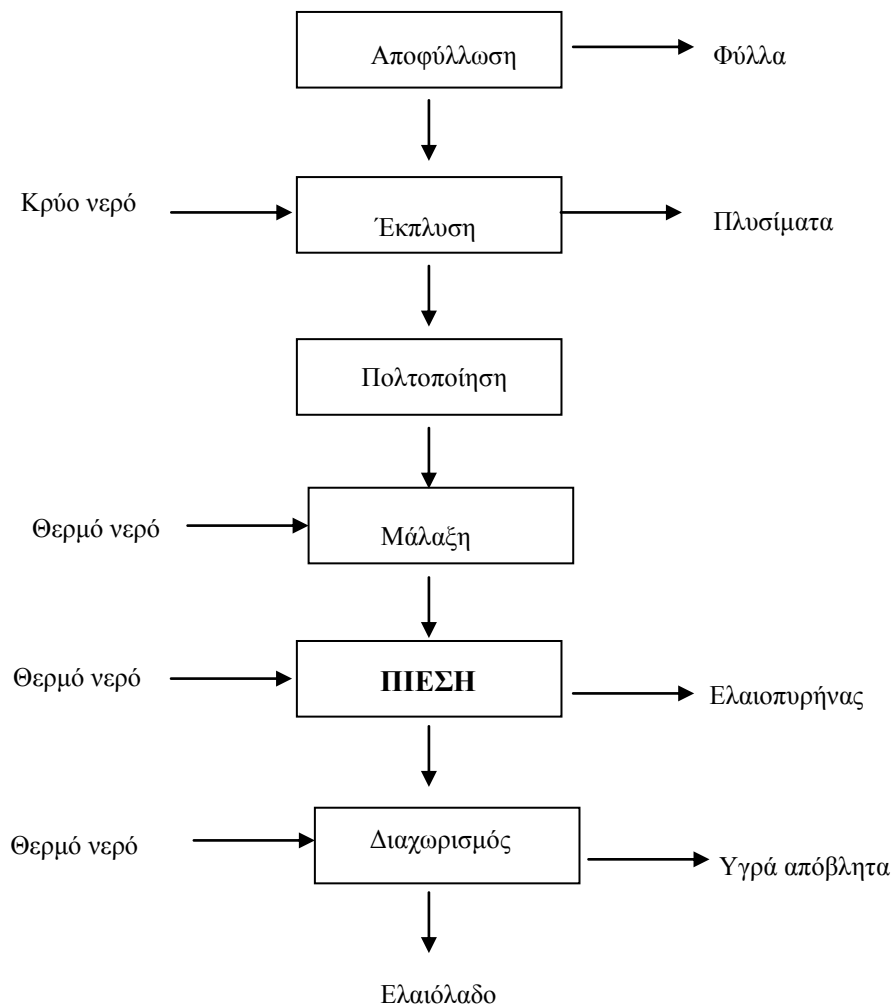 Αποφύλλωση
Φύλλα
Κρύο νερό
Έκπλυση
Πλυσίματα
Πολτοποίηση
Θερμό νερό
Μάλαξη
Θερμό νερό
ΠΙΕΣΗ
Ελαιοπυρήνας
Θερμό νερό
Διαχωρισμός
Υγρά απόβλητα
Ελαιόλαδο